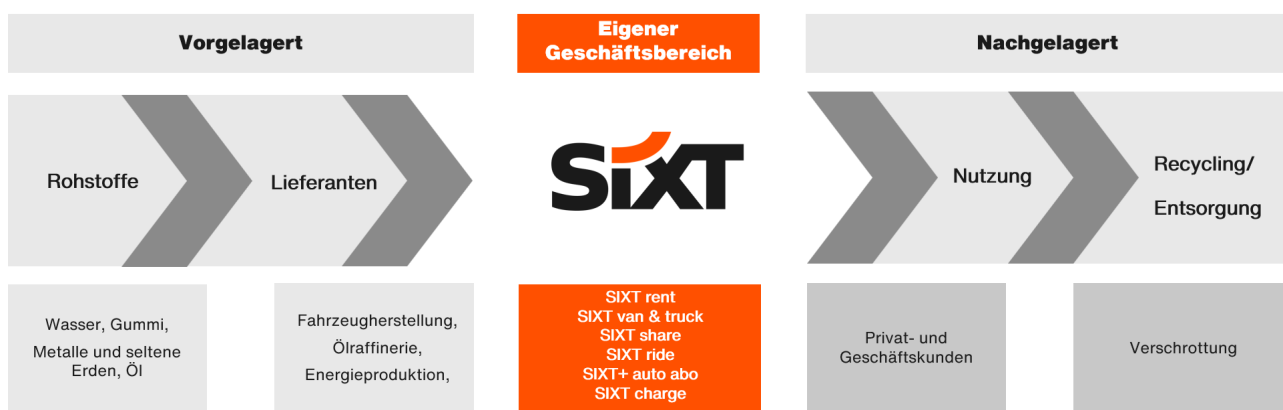 Vorgelagert
Eigener
Geschäftsbereich
Nachgelagert
Rohstoffe
Lieferanten
SIXT
Nutzung
Recycling/
Entsorgung
Wasser, Gummi,
Metalle und seltene
Erden, Öl
Fahrzeugherstellung,
Ölraffinerie,
Energieproduktion,
SIXT rent
SIXT van & truck
SIXT share
SIXT ride
SIXT+ auto abo
SIXT charge
Privat- und
Geschäftskunden
Verschrottung